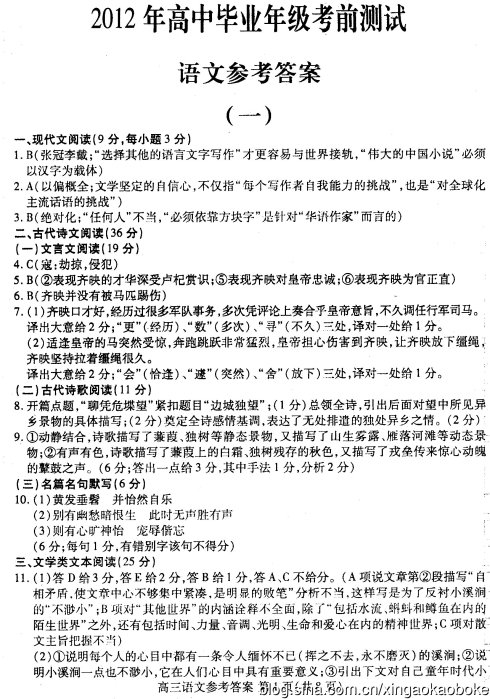 2012年高中毕业年级考前测试
语文参考答案
(一)
一、现代文阅读(9分,每小题3分)
1. B(张冠李戴;“选择其他的语言文字写作”才更容易与世界接轨,“伟大的中国小说”必须
以汉字为载体)
2. A(以偏概全;文学坚定的自信心,不仅指“每个写作者自我能力的挑战”,也是“对全球化
主流话语的挑战”)
3. B(绝对化;“任何人”不当,“必须依靠方块字”是针对“华语作家”而言的)
二、古代诗文阅读(36分)
(一)文言文阅读(19分)
4. C(寇:劫掠,侵犯)
5. B(②表现齐映的才华深受卢杞赏识;⑤表现齐映对皇帝忠诚;⑥表现齐映为官正直)
6. B(齐映并没有被马匹踢伤)
7. (1)齐映口才好,经历过很多军队事务,多次凭评论上奏合乎皇帝意旨,不久调任行军司马。
译出大意给2分;“更”(经历)、“数”(多次)、“寻”(不久)三处,译对一处给1分。
(2)适逢皇帝的马突然受惊,奔跑跳跃非常猛烈,皇帝担心伤害到齐映,让齐映放下缰绳,
齐映坚持拉着缰绳很久。
译出大意给2分;“会”(恰逢)、“遽”(突然)、“舍”(放下)三处,译对一处给1分。
(二)古代诗歌阅读(11分)
8. 开篇点题,“聊凭危堞望”紧扣题目“边城独望”;(1分)总领全诗,引出后面对望中所见异
乡景物的具体描写;(2分)奠定全诗感情基调,表达了无处排遣的独处异乡之情。(2分)
9. ①动静结合,诗歌描写了蒹葭、独树等静态景物,又描写了山生雾露、雁落河滩等动态景
物;②有声有色,诗歌描写了蒹葭上的白霜、独树残存的秋色,又描写了戎垒传来惊心动魄
的鼙鼓之声。(6分;答出一点给3分,其中手法1分,分析2分)
(三)名篇名句默写(6分)
10. (1)黄发垂髫 并怡然自乐
(2)别有幽愁暗恨生 此时无声胜有声
(3)则有心旷神怡 宠辱偕忘
(6分;每句1分,有错别字该句不得分)
三、文学类文本阅读(25分)
11. (1)答D给3分,答E给2分,答B给1分,答A、C不给分。(A项说文章第②段描写“自
相矛盾,使文章中心不够集中紧凑,是明显的败笔”分析不当,这样写是为了反衬小溪涧
的“不渺小”;B项对“其他世界”的内涵诠释不全面,除了“包括水流、蝌蚪和鳟鱼在内的
陌生世界”之外,还有包括时间、力量、音调、光明、生命和爱心在内的精神世界;C项对散
文主旨把握不当)
(2)①说明每个人的心目中都有一条令人缅怀不已(挥之不去,永不磨灭)的溪涧;②说
明小溪涧一点也不渺小,它在人们心目中具有重要意义;③引出下文对自己童年时代小
高三语文参考答案 第1页(共8页)
blog.sina.com.cn/xingaokaobooks